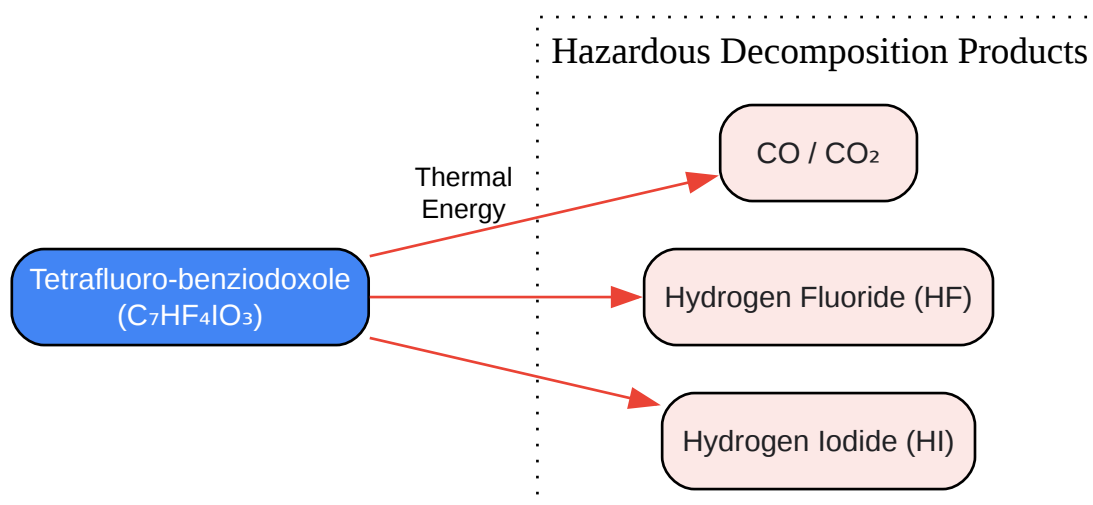 Hazardous Decomposition Products
CO / CO₂
Thermal
Energy
Tetrafluoro-benziodoxole
(C₇HF₄IO₃)
Hydrogen Fluoride (HF)
Hydrogen Iodide (HI)